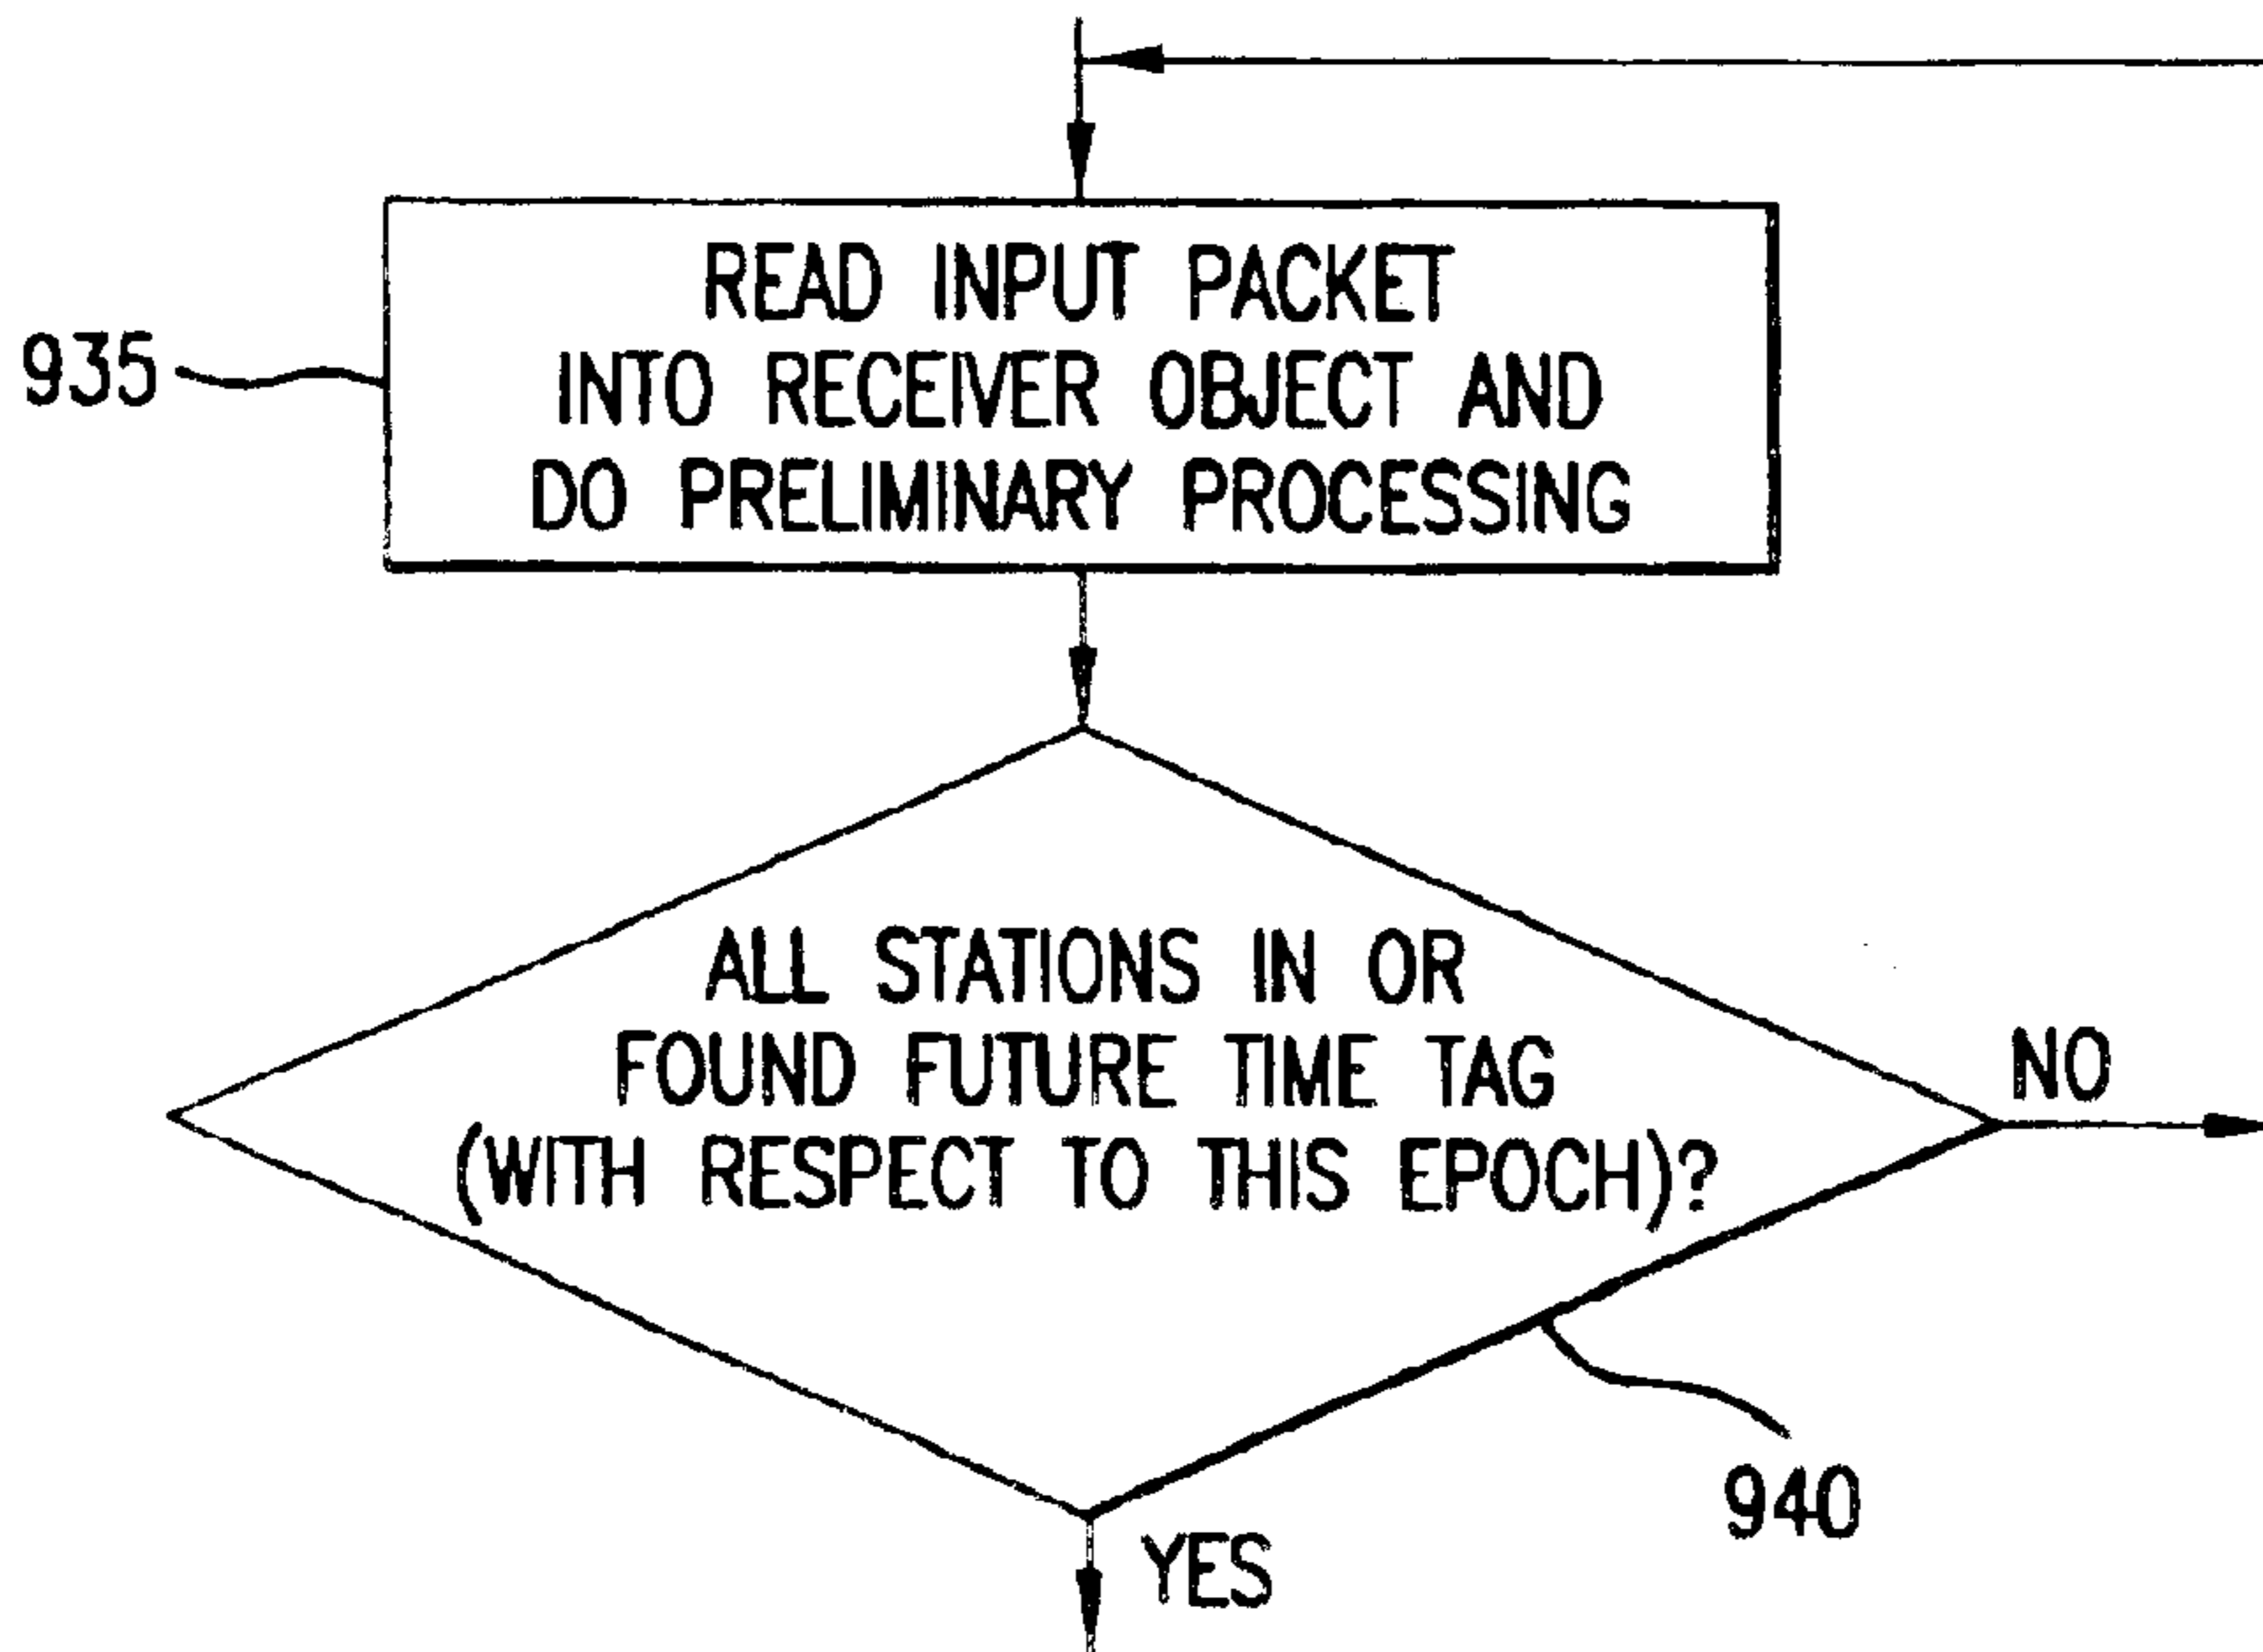 READ INPUT PACKET
INTO RECEIVER OBJECT AND
DO PRELIMINARY PROCESSING
935
ALL STATIONS IN OR
FOUND FUTURE TIME TAG
(WITH RESPECT TO THIS EPOCH)?
NO
940
YES